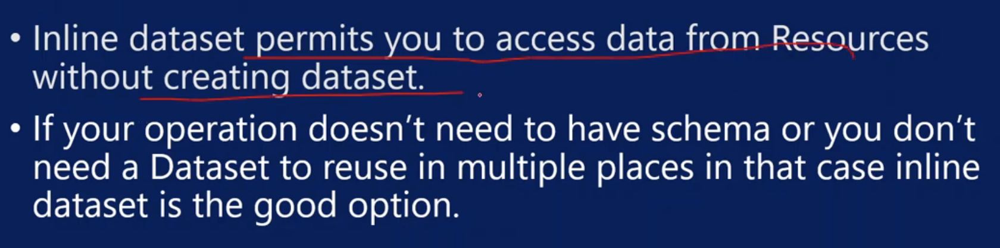 • Inline dataset permits you to access data from Resources
without creating dataset.
• If your operation doesn't need to have schema or you don't
need a Dataset to reuse in multiple places in that case inline
dataset is the good option.